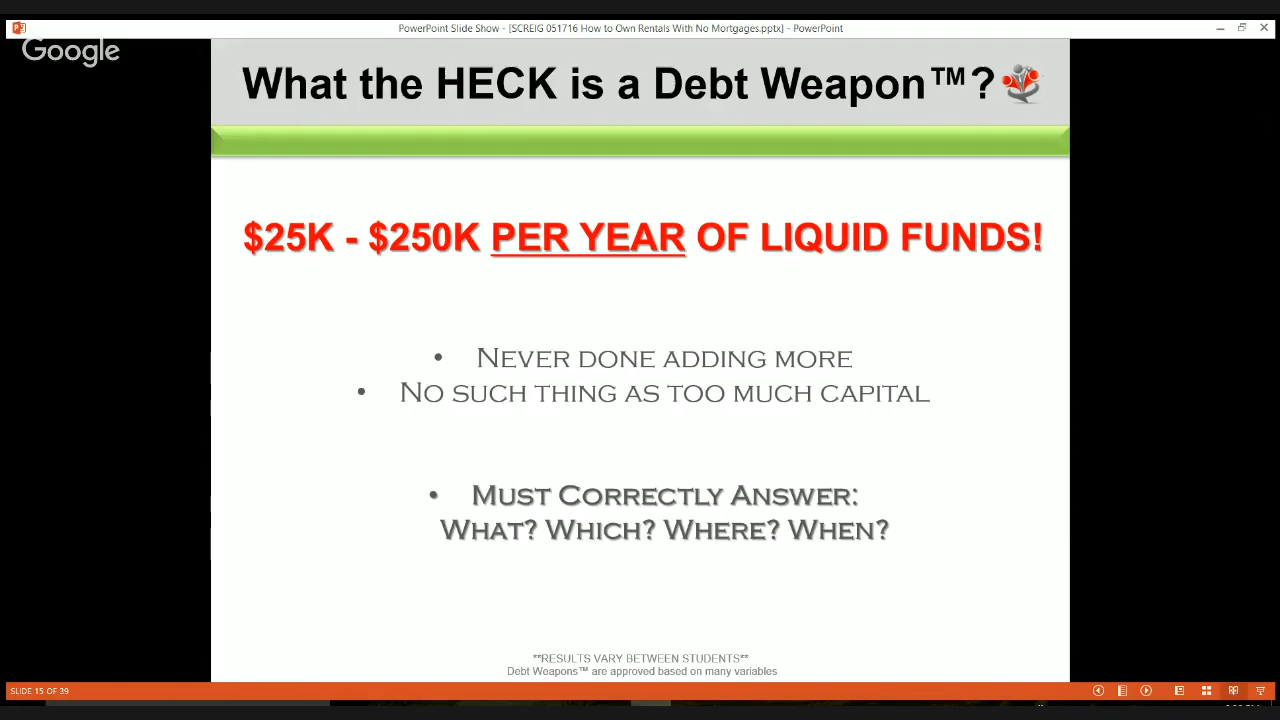 PowerPoint Slide Show - [SCREIG 051716 How to Own Rentals With No Mortgages.pptx] - PowerPoint
Google
What the HECK is a Debt Weapon™?
$25K - $250K PER YEAR OF LIQUID FUNDS!
• Never done adding more
• No such thing as too much capital
• Must Correctly Answer:
What? Which? Where? When?
**RESULTS VARY BETWEEN STUDENTS**
Debt Weapons™ are approved based on many variables
SLIDE 15 OF 39